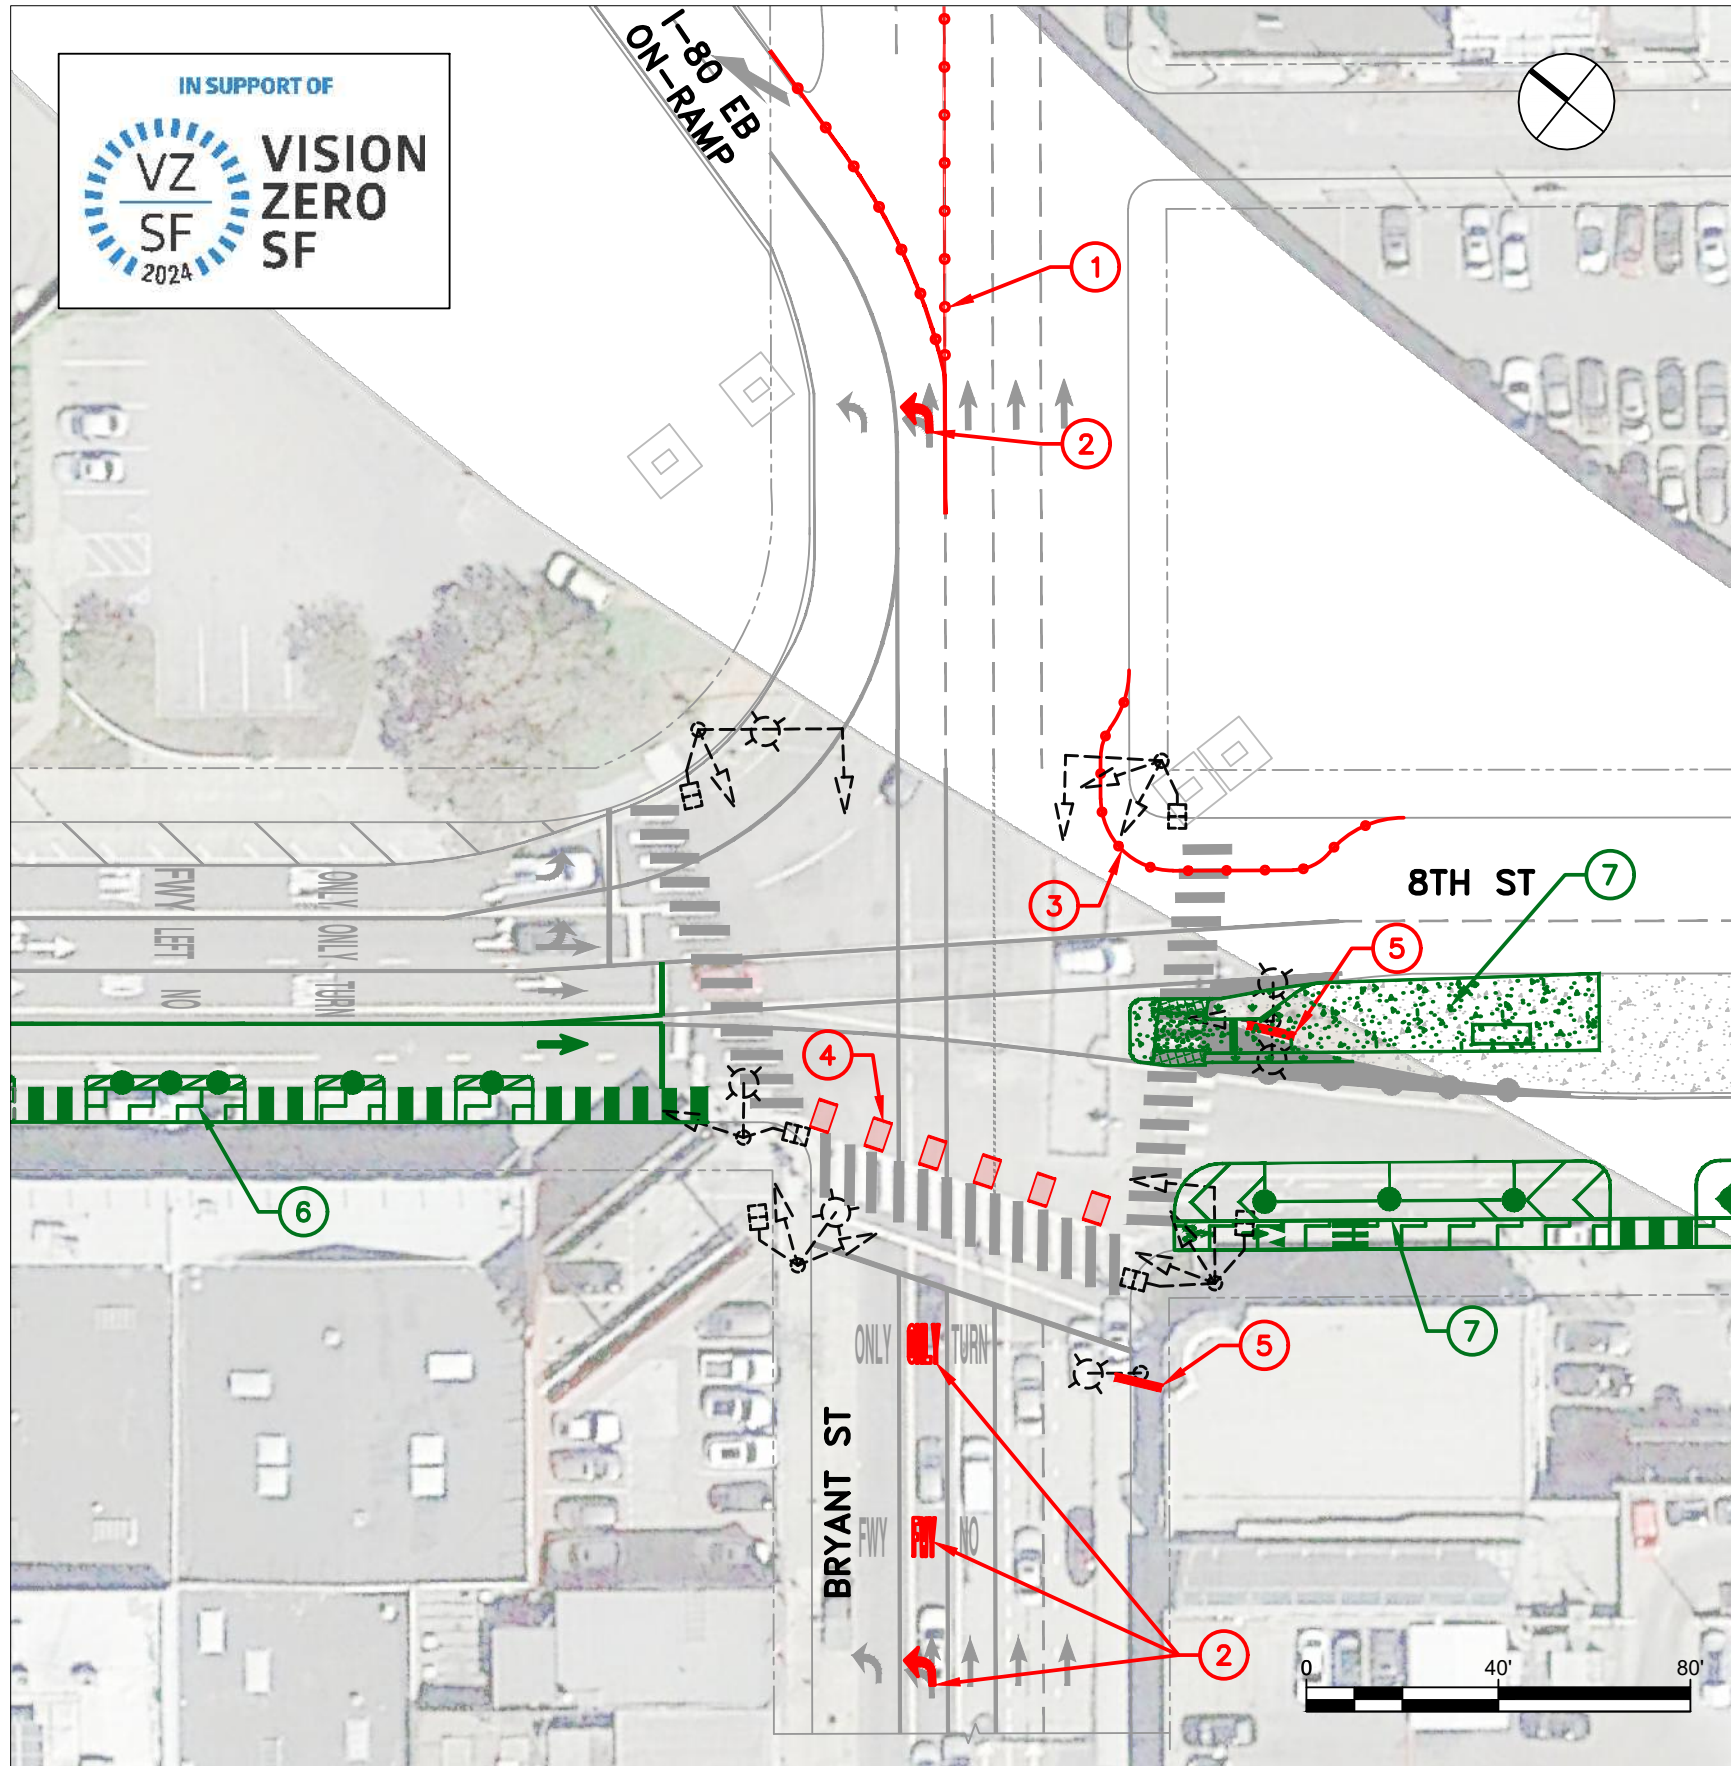 IN SUPPORT OF
VZ
SF
2024
VISION
ZERO
SF
I-80 EB
ON-RAMP
1
2
3
8TH ST
7
5
4
FWY
ONLY
LEFT
ONLY
NO
TURN
6
7
5
ONLY
ONLY
TURN
BRYANT ST
FWY
FWY
NO
2
0
40'
80'